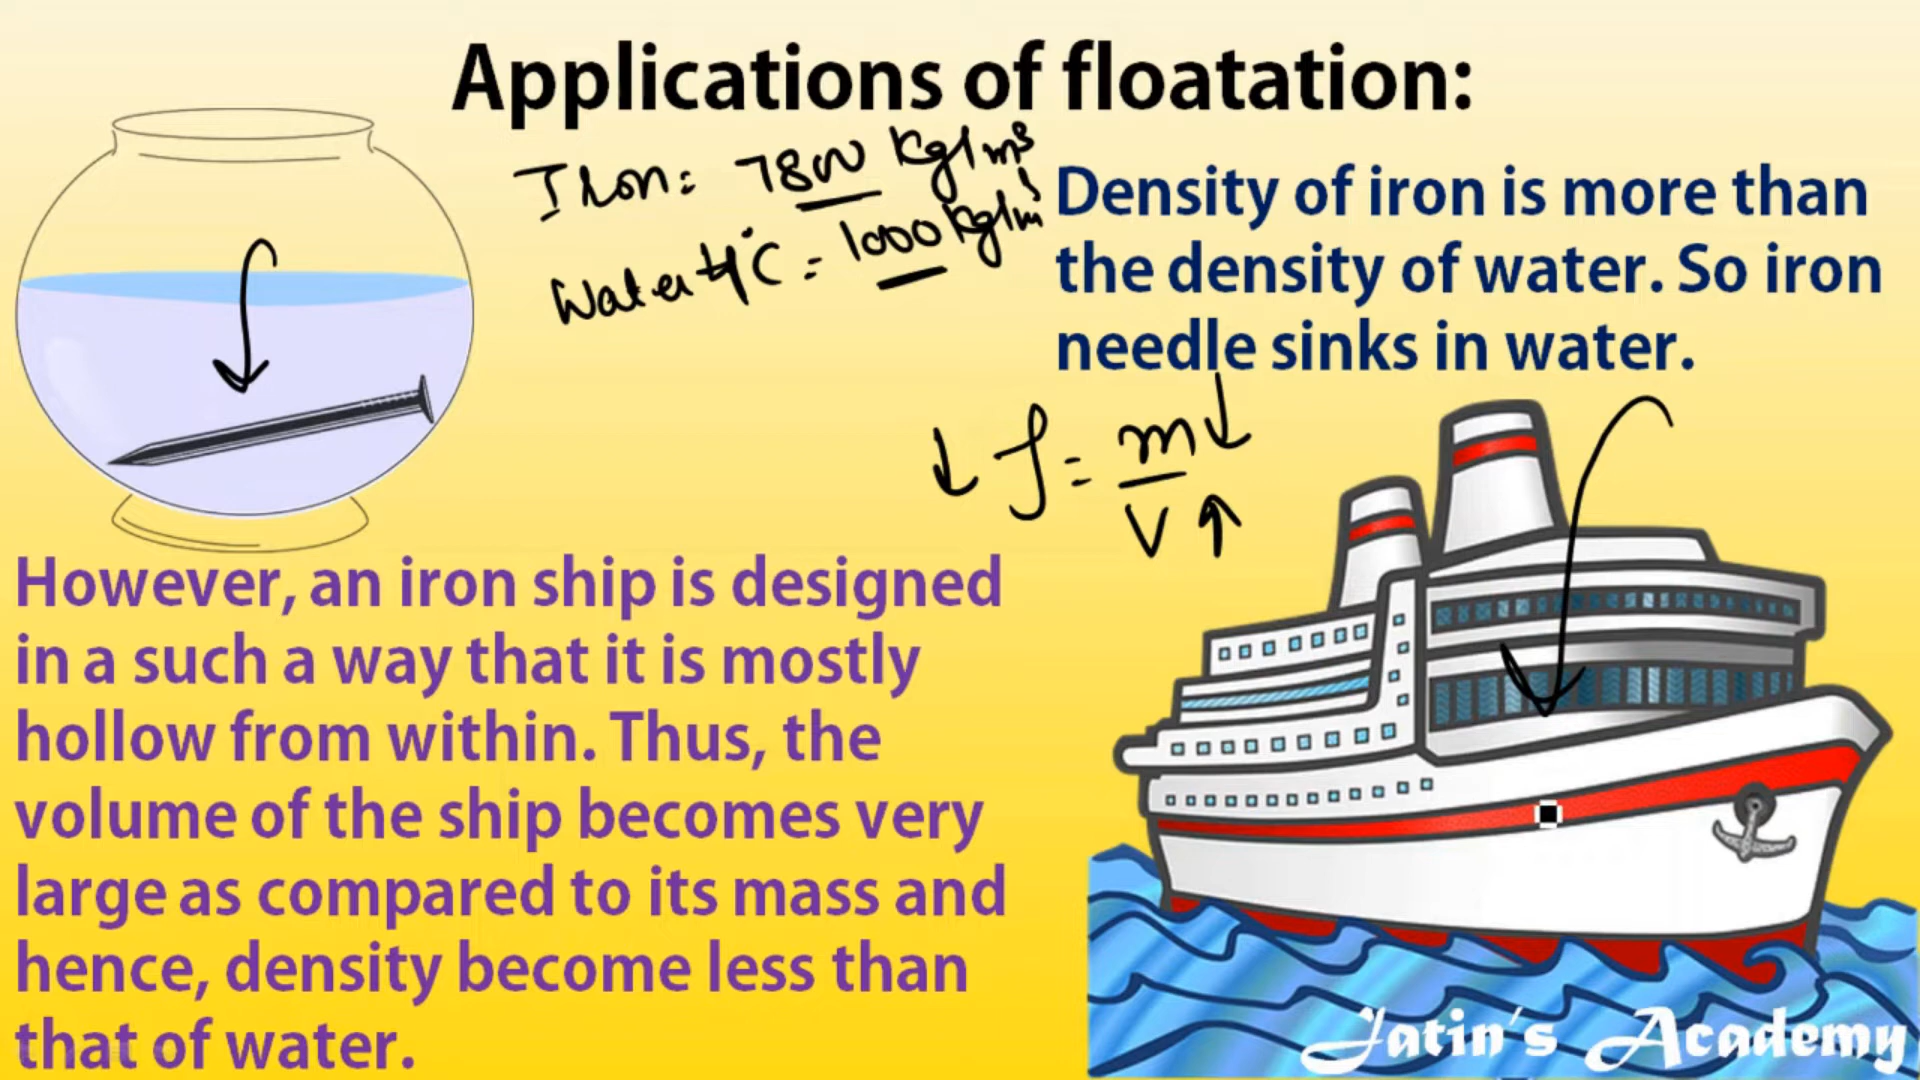 Applications of floatation:
Iron = 7800 kg/m³
Water 4°C = 1000 kg/m³
Density of iron is more than
the density of water. So iron
needle sinks in water.
↓ ρ = m↓
V ↑
However, an iron ship is designed
in a such a way that it is mostly
hollow from within. Thus, the
volume of the ship becomes very
large as compared to its mass and
hence, density become less than
that of water.
Jatin's Academy